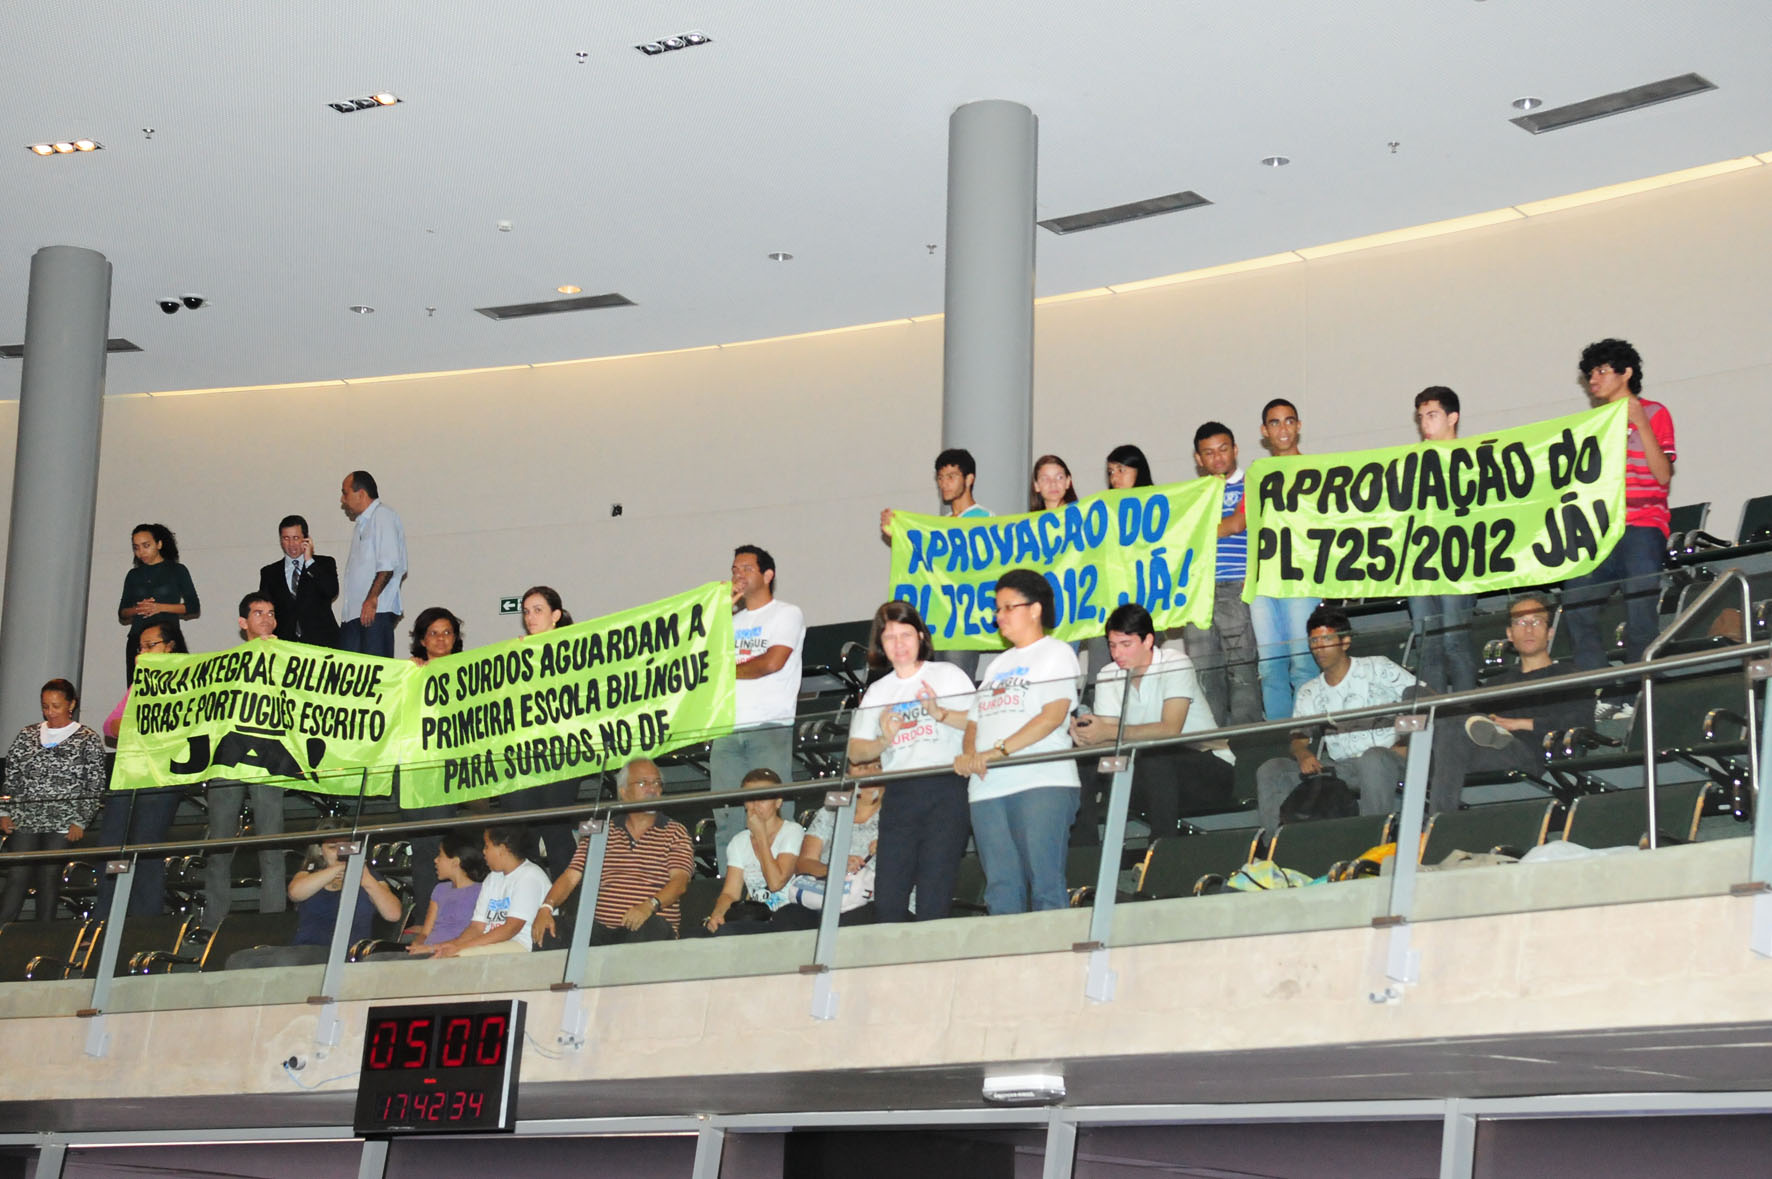 ESCOLA INTEGRAL BILÍNGUE,
LIBRAS E PORTUGUÊS ESCRITO
JÁ!
OS SURDOS AGUARDAM A
PRIMEIRA ESCOLA BILÍNGUE
PARA SURDOS, NO DF.
APROVAÇÃO DO
PL 725/2012, JÁ!
APROVAÇÃO do
PL 725/2012 JÁ!
SURDOS
SURDOS
05 00
17 42 34